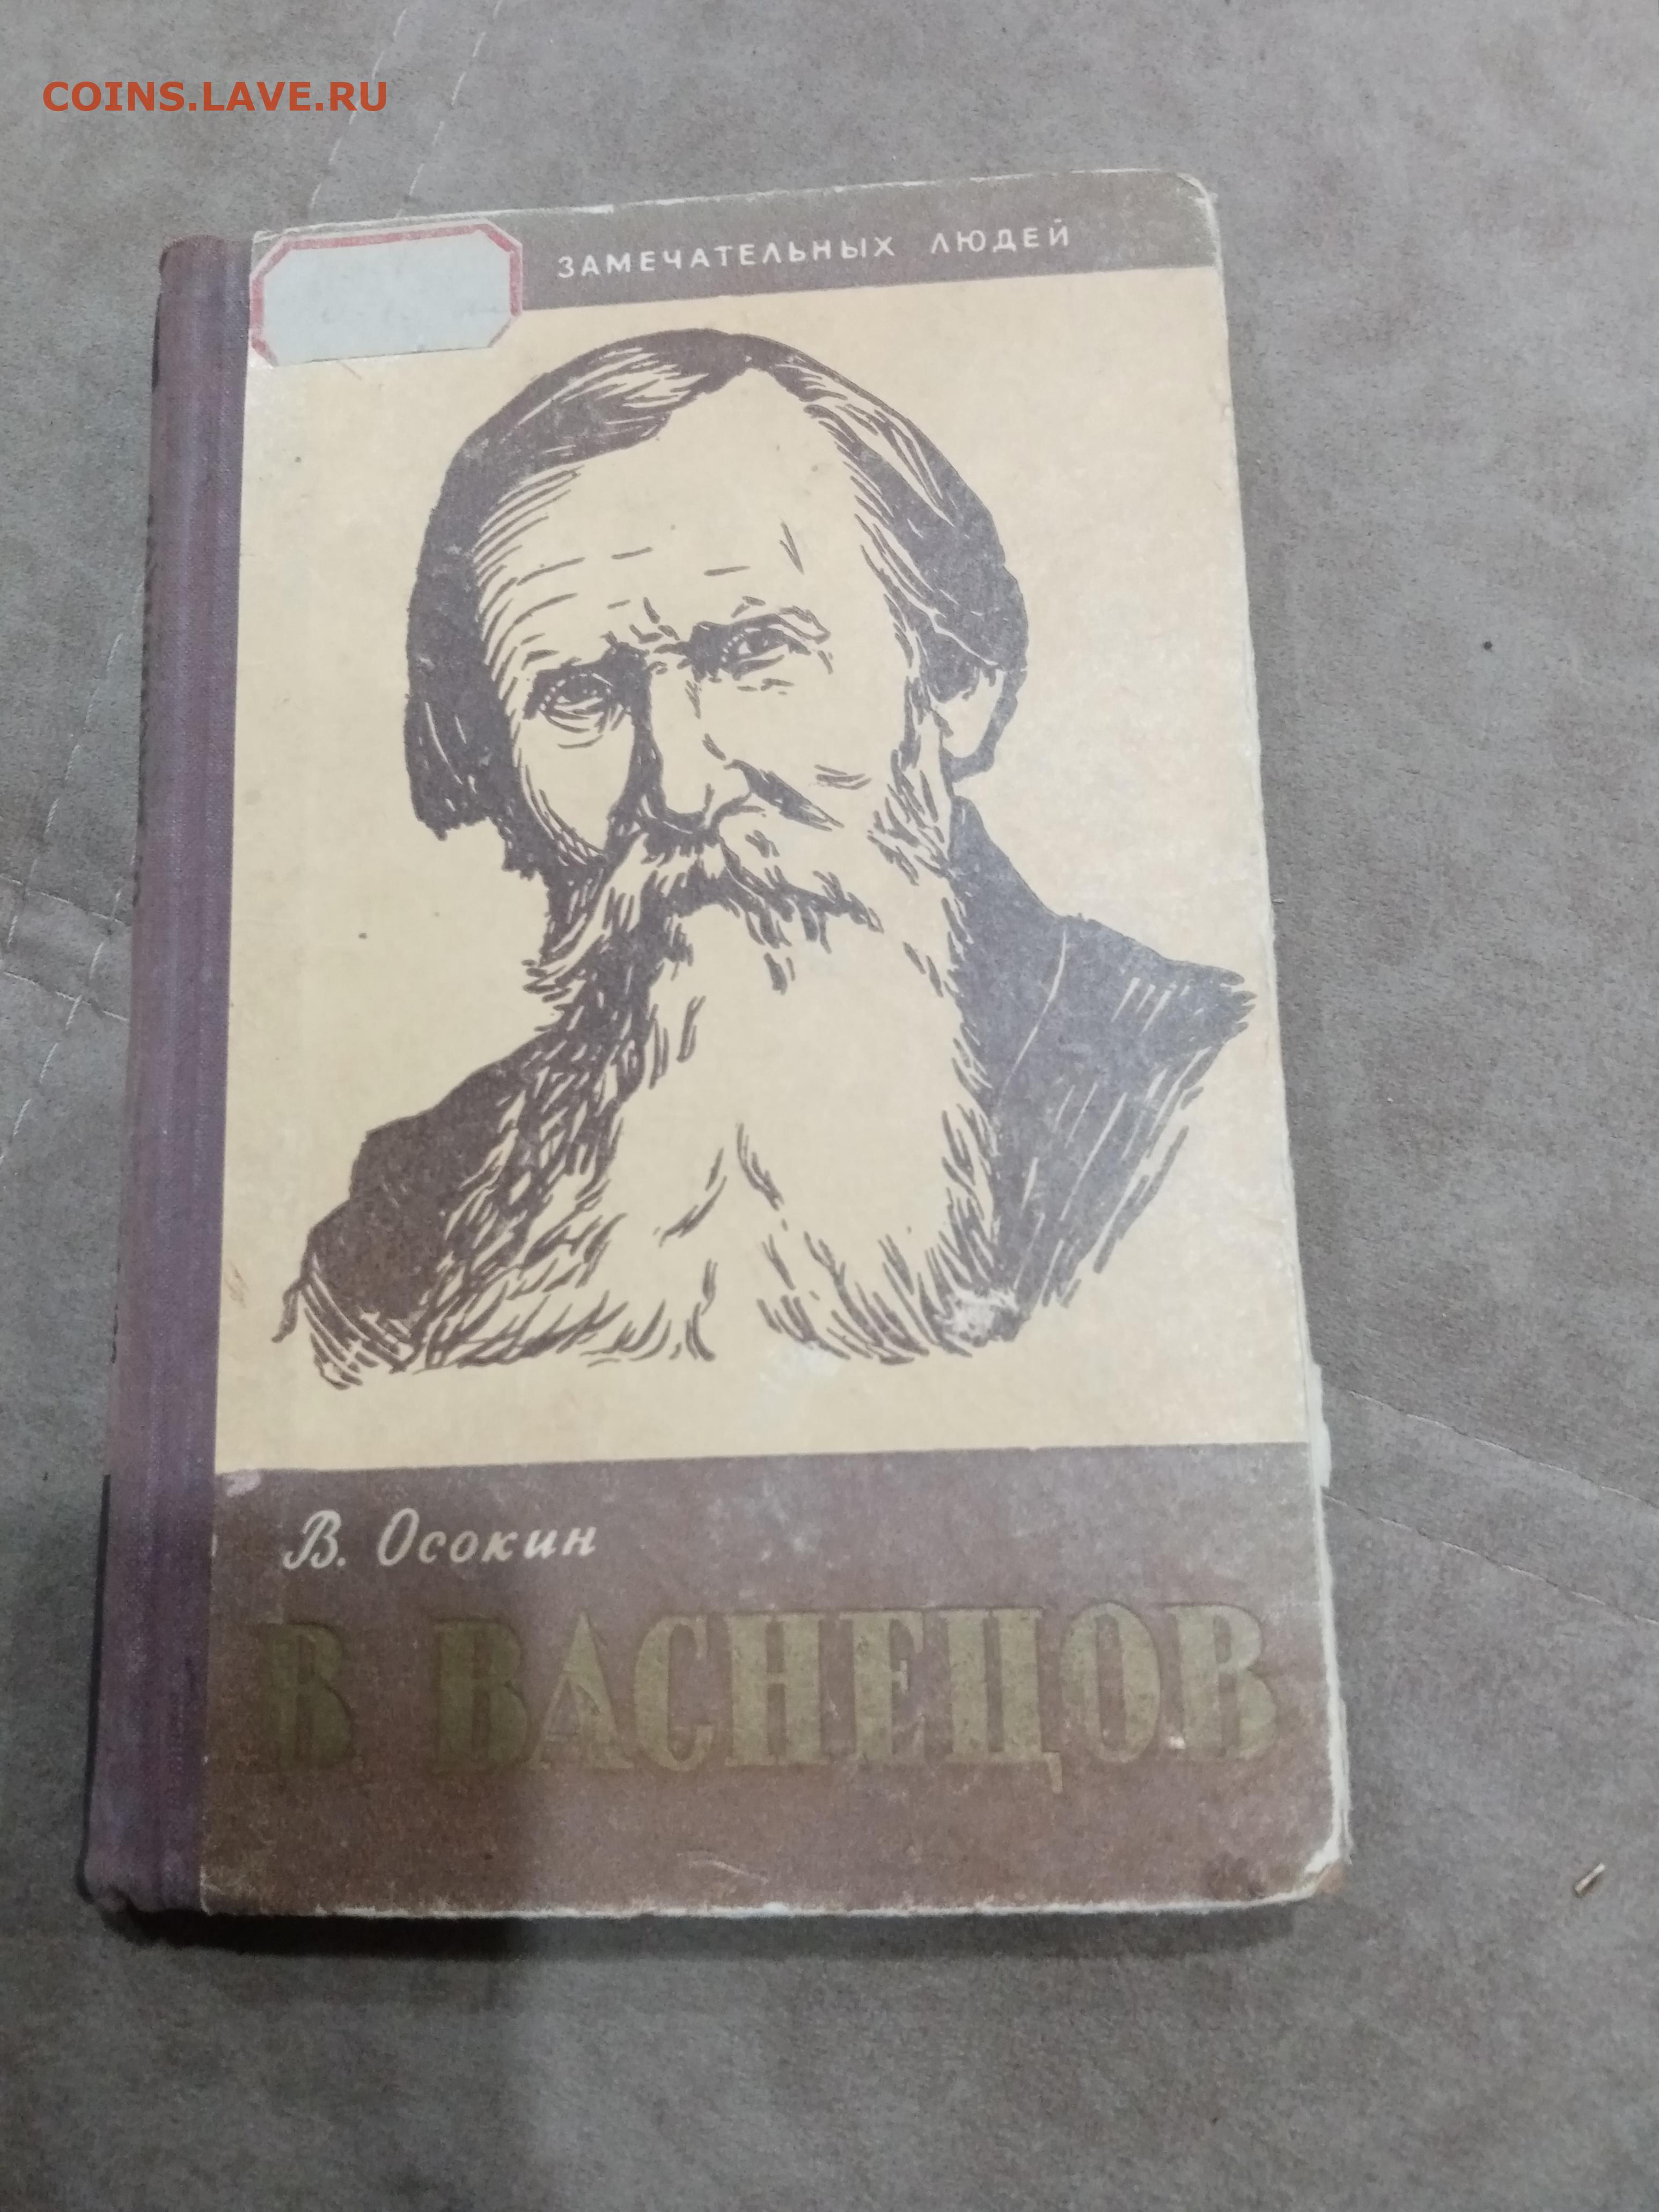 COINS.LAVE.RU
ЗАМЕЧАТЕЛЬНЫХ ЛЮДЕЙ
В. Осокин
В ВАСНЕЦОВ